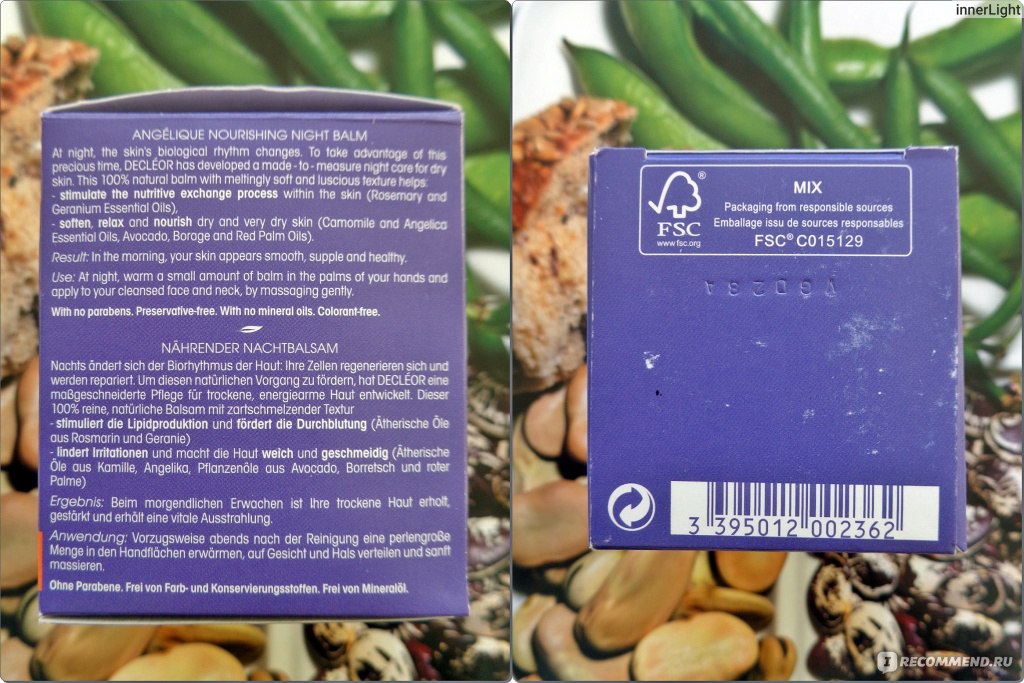 ANGÉLIQUE NOURISHING NIGHT BALM
At night, the skin's biological rhythm changes. To take advantage of this
precious time, DECLÉOR has developed a made - to - measure night care for dry
skin. This 100% natural balm with meltingly soft and luscious texture helps:
- stimulate the nutritive exchange process within the skin (Rosemary and
Geranium Essential Oils),
- soften, relax and nourish dry and very dry skin (Camomile and Angelica
Essential Oils, Avocado, Borage and Red Palm Oils).
Result: In the morning, your skin appears smooth, supple and healthy.
Use: At night, warm a small amount of balm in the palms of your hands and
apply to your cleansed face and neck, by massaging gently.
With no parabens. Preservative-free. With no mineral oils. Colorant-free.
NÄHRENDER NACHTBALSAM
Nachts ändert sich der Biorhythmus der Haut: Ihre Zellen regenerieren sich und
werden repariert. Um diesen natürlichen Vorgang zu fördern, hat DECLÉOR eine
maßgeschneiderte Pflege für trockene, energiearme Haut entwickelt. Dieser
100% reine, natürliche Balsam mit zartschmelzender Textur
- stimuliert die Lipidproduktion und fördert die Durchblutung (Ätherische Öle
aus Rosmarin und Geranie)
- lindert Irritationen und macht die Haut weich und geschmeidig (Ätherische
Öle aus Kamille, Angelika, Pflanzenöle aus Avocado, Borretsch und roter
Palme)
Ergebnis: Beim morgendlichen Erwachen ist Ihre trockene Haut erholt,
gestärkt und erhält eine vitale Ausstrahlung.
Anwendung: Vorzugsweise abends nach der Reinigung eine perlengroße
Menge in den Handflächen erwärmen, auf Gesicht und Hals verteilen und sanft
massieren.
Ohne Parabene. Frei von Farb- und Konservierungsstoffen. Frei von Mineralöl.
innerLight
FSC
www.fsc.org
MIX
Packaging from responsible sources
Emballage issu de sources responsables
FSC® C015129
3 395012 002362
IRECOMMEND.RU